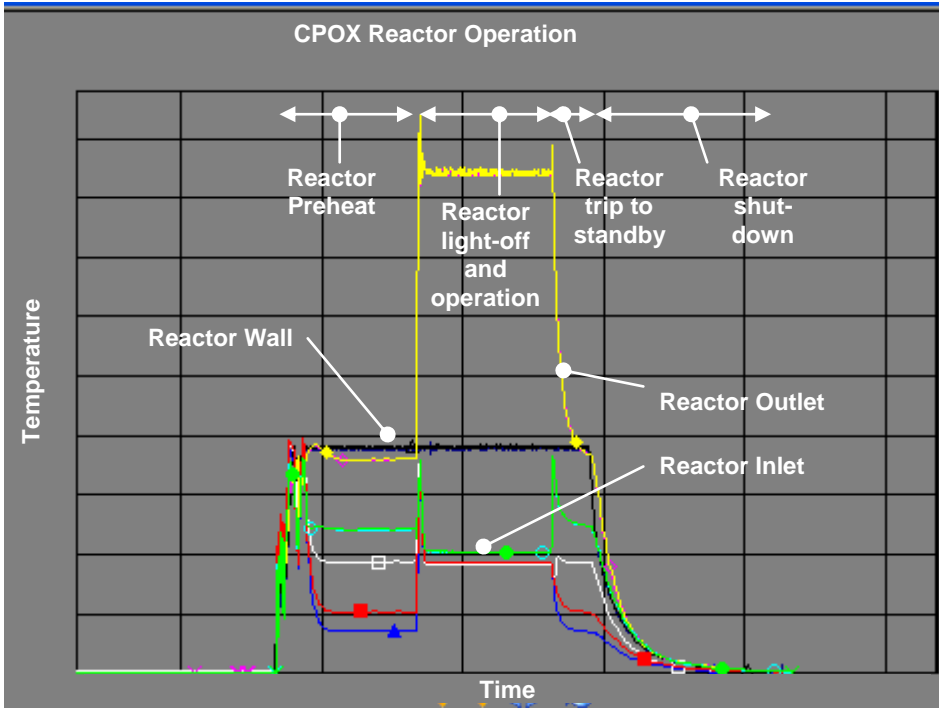 CPOX Reactor Operation
Reactor
Preheat
Reactor
light-off
and
operation
Reactor
trip to
standby
Reactor
shut-
down
Reactor Wall
Reactor Outlet
Reactor Inlet
Temperature
Time